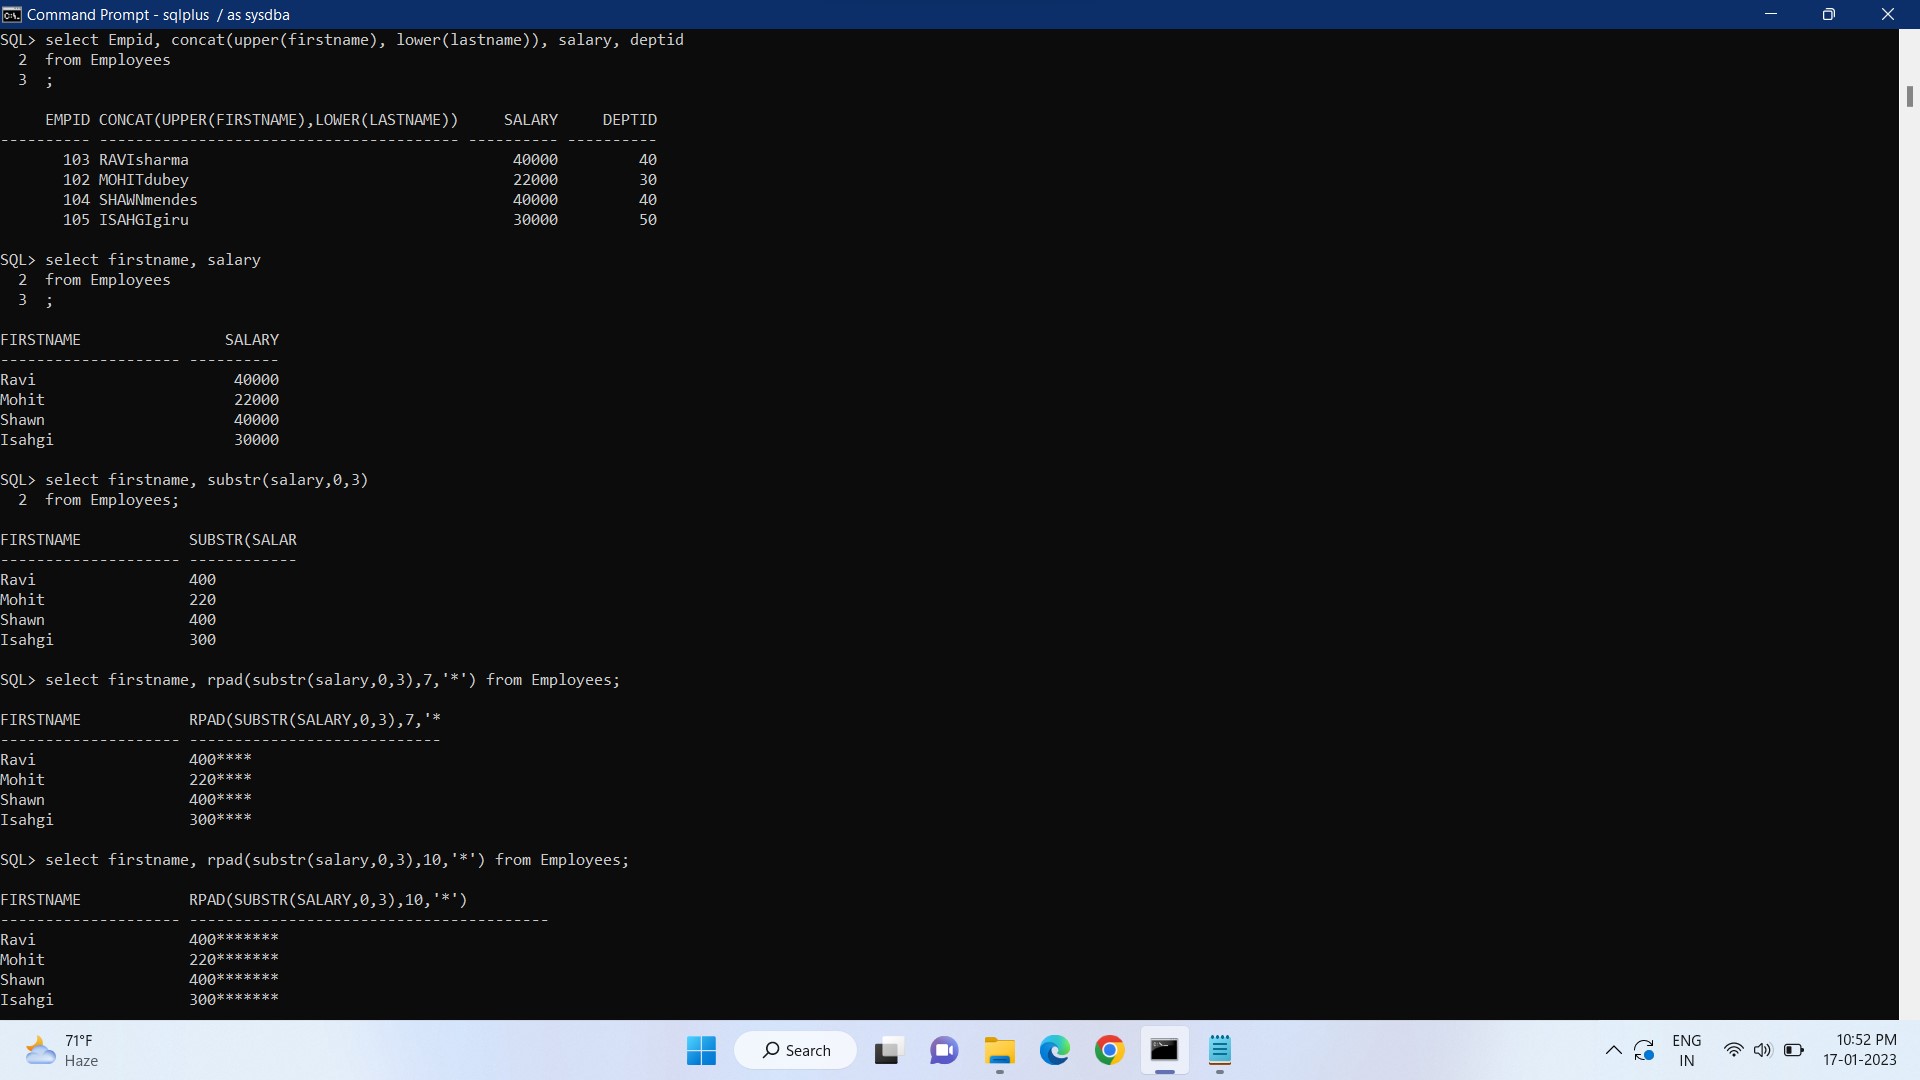 Command Prompt - sqlplus  / as sysdba
SQL> select Empid, concat(upper(firstname), lower(lastname)), salary, deptid
  2  from Employees
  3  ;

     EMPID CONCAT(UPPER(FIRSTNAME),LOWER(LASTNAME))     SALARY     DEPTID
---------- ---------------------------------------- ---------- ----------
       103 RAVIsharma                                    40000         40
       102 MOHITdubey                                    22000         30
       104 SHAWNmendes                                   40000         40
       105 ISAHGIgiru                                    30000         50

SQL> select firstname, salary
  2  from Employees
  3  ;

FIRSTNAME                SALARY
-------------------- ----------
Ravi                      40000
Mohit                     22000
Shawn                     40000
Isahgi                    30000

SQL> select firstname, substr(salary,0,3)
  2  from Employees;

FIRSTNAME            SUBSTR(SALAR
-------------------- ------------
Ravi                 400
Mohit                220
Shawn                400
Isahgi               300

SQL> select firstname, rpad(substr(salary,0,3),7,'*') from Employees;

FIRSTNAME            RPAD(SUBSTR(SALARY,0,3),7,'*
-------------------- ----------------------------
Ravi                 400****
Mohit                220****
Shawn                400****
Isahgi               300****

SQL> select firstname, rpad(substr(salary,0,3),10,'*') from Employees;

FIRSTNAME            RPAD(SUBSTR(SALARY,0,3),10,'*')
-------------------- ----------------------------------------
Ravi                 400*******
Mohit                220*******
Shawn                400*******
Isahgi               300*******
71°F
Haze
Search
ENG
IN
10:52 PM
17-01-2023